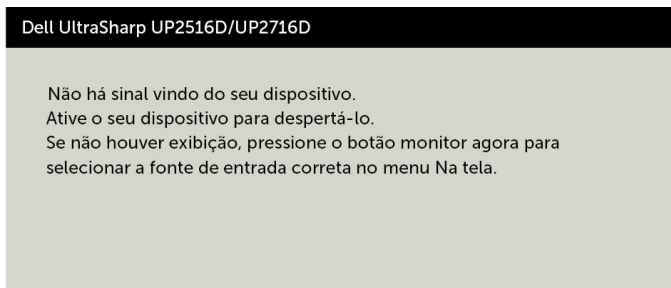 Dell UltraSharp UP2516D/UP2716D
Não há sinal vindo do seu dispositivo.
Ative o seu dispositivo para despertá-lo.
Se não houver exibição, pressione o botão monitor agora para
selecionar a fonte de entrada correta no menu Na tela.